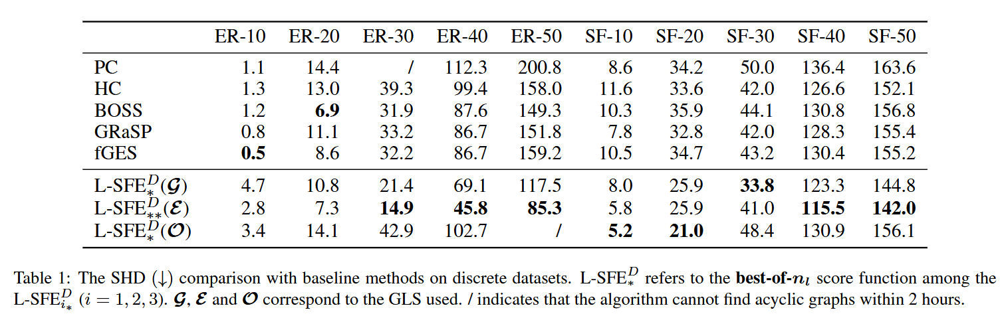 ER-10 ER-20 ER-30 ER-40 ER-50 SF-10 SF-20 SF-30 SF-40 SF-50
PC 1.1 14.4 / 112.3 200.8 8.6 34.2 50.0 136.4 163.6
HC 1.3 13.0 39.3 99.4 158.0 11.6 33.6 42.0 126.6 152.1
BOSS 1.2 6.9 31.9 87.6 149.3 10.3 35.9 44.1 130.8 156.8
GRaSP 0.8 11.1 33.2 86.7 151.8 7.8 32.8 42.0 128.3 155.4
fGES 0.5 8.6 32.2 86.7 159.2 10.5 34.7 43.2 130.4 155.2
L-SFE^D_*(𝓖) 4.7 10.8 21.4 69.1 117.5 8.0 25.9 33.8 123.3 144.8
L-SFE^D_**(𝓔) 2.8 7.3 14.9 45.8 85.3 5.8 25.9 41.0 115.5 142.0
L-SFE^D_*(𝓞) 3.4 14.1 42.9 102.7 / 5.2 21.0 48.4 130.9 156.1
Table 1: The SHD (↓) comparison with baseline methods on discrete datasets. L-SFE^D_* refers to the best-of-n_l score function among the
L-SFE^D_{i_*} (i = 1, 2, 3). 𝓖, 𝓔 and 𝓞 correspond to the GLS used. / indicates that the algorithm cannot find acyclic graphs within 2 hours.